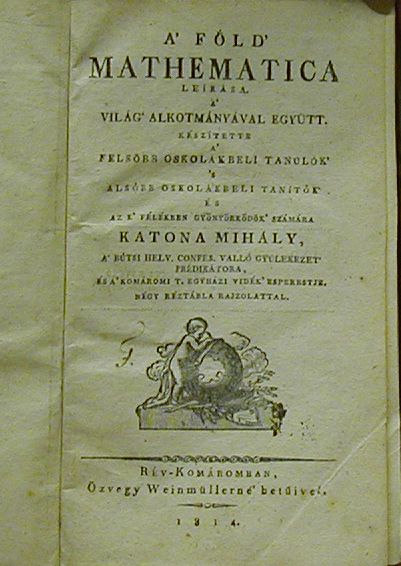 A' FÖLD'
MATHEMATICA
LEÍRÁSA.
A'
VILÁG' ALKOTMÁNYÁVAL EGYÜTT.
KÉSZÍTETTE
A'
FELSŐBB OSKOLÁKBELI TANÚLÓK'
'S
ALSÓBB OSKOLÁKBELI TANÍTÓK'
ÉS
AZ E' FÉLÉKBEN GYÖNYÖRKÖDŐK' SZÁMÁRA
KATONA MIHÁLY,
A' BÚTSI HELV. CONFES. VALLÓ GYÜLEKEZET'
PRÉDIKÁTORA,
ÉS A' KOMÁROMI T. EGYHÁZI VIDÉK' ESPERESTJE.
NÉGY RÉZTÁBLA RAJZOLATTAL.
RÉV-KOMÁROMBAN,
Özvegy Weinmüllerné' betűivel.
1814.